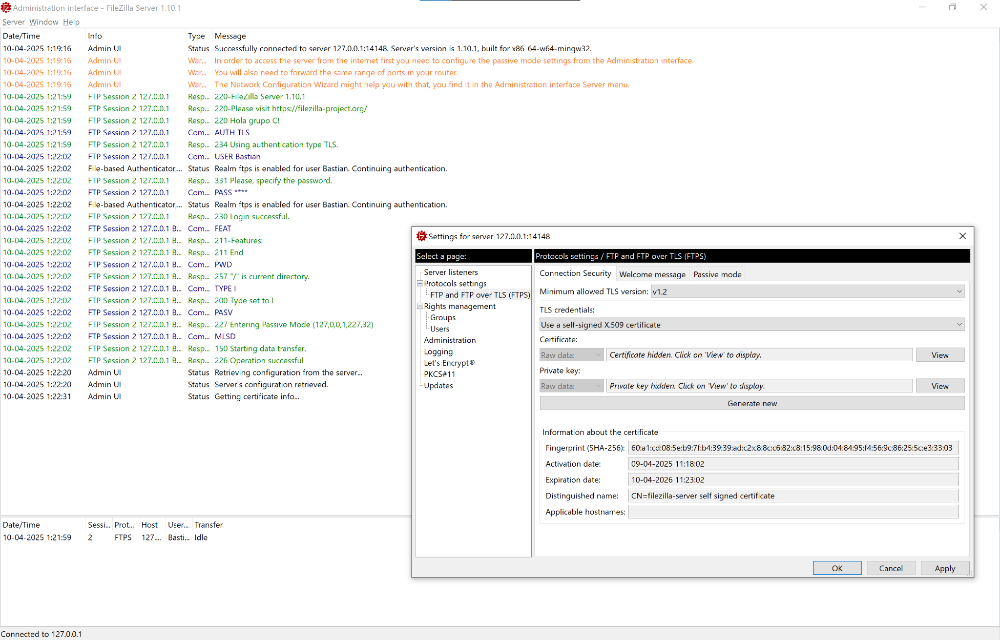 Administration interface - FileZilla Server 1.10.1
Server Window Help
Date/Time Info Type Message
10-04-2025 1:19:16 Admin UI Status Successfully connected to server 127.0.0.1:14148. Server's version is 1.10.1, built for x86_64-w64-mingw32.
10-04-2025 1:19:16 Admin UI War... In order to access the server from the internet first you need to configure the passive mode settings from the Administration interface.
10-04-2025 1:19:16 Admin UI War... You will also need to forward the same range of ports in your router.
10-04-2025 1:19:16 Admin UI War... The Network Configuration Wizard might help you with that, you find it in the Administration interface Server menu.
10-04-2025 1:21:59 FTP Session 2 127.0.0.1 Resp... 220-FileZilla Server 1.10.1
10-04-2025 1:21:59 FTP Session 2 127.0.0.1 Resp... 220-Please visit https://filezilla-project.org/
10-04-2025 1:21:59 FTP Session 2 127.0.0.1 Resp... 220 Hola grupo C!
10-04-2025 1:21:59 FTP Session 2 127.0.0.1 Com... AUTH TLS
10-04-2025 1:21:59 FTP Session 2 127.0.0.1 Resp... 234 Using authentication type TLS.
10-04-2025 1:22:02 FTP Session 2 127.0.0.1 Com... USER Bastian
10-04-2025 1:22:02 File-based Authenticator,... Status Realm ftps is enabled for user Bastian. Continuing authentication.
10-04-2025 1:22:02 FTP Session 2 127.0.0.1 Resp... 331 Please, specify the password.
10-04-2025 1:22:02 FTP Session 2 127.0.0.1 Com... PASS ****
10-04-2025 1:22:02 File-based Authenticator,... Status Realm ftps is enabled for user Bastian. Continuing authentication.
10-04-2025 1:22:02 FTP Session 2 127.0.0.1 Resp... 230 Login successful.
10-04-2025 1:22:02 FTP Session 2 127.0.0.1 B... Com... FEAT
10-04-2025 1:22:02 FTP Session 2 127.0.0.1 B... Resp... 211-Features:
10-04-2025 1:22:02 FTP Session 2 127.0.0.1 B... Resp... 211 End
10-04-2025 1:22:02 FTP Session 2 127.0.0.1 B... Com... PWD
10-04-2025 1:22:02 FTP Session 2 127.0.0.1 B... Resp... 257 "/" is current directory.
10-04-2025 1:22:02 FTP Session 2 127.0.0.1 B... Com... TYPE I
10-04-2025 1:22:02 FTP Session 2 127.0.0.1 B... Resp... 200 Type set to I
10-04-2025 1:22:02 FTP Session 2 127.0.0.1 B... Com... PASV
10-04-2025 1:22:02 FTP Session 2 127.0.0.1 B... Resp... 227 Entering Passive Mode (127,0,0,1,227,32)
10-04-2025 1:22:02 FTP Session 2 127.0.0.1 B... Com... MLSD
10-04-2025 1:22:02 FTP Session 2 127.0.0.1 B... Resp... 150 Starting data transfer.
10-04-2025 1:22:02 FTP Session 2 127.0.0.1 B... Resp... 226 Operation successful
10-04-2025 1:22:20 Admin UI Status Retrieving configuration from the server...
10-04-2025 1:22:20 Admin UI Status Server's configuration retrieved.
10-04-2025 1:22:31 Admin UI Status Getting certificate info...
Date/Time Sessi... Prot... Host User... Transfer
10-04-2025 1:21:59 2 FTPS 127.... Basti... Idle
Connected to 127.0.0.1
Settings for server 127.0.0.1:14148
Select a page:
Server listeners
Protocols settings
FTP and FTP over TLS (FTPS)
Rights management
Groups
Users
Administration
Logging
Let's Encrypt®
PKCS#11
Updates
Protocols settings / FTP and FTP over TLS (FTPS)
Connection Security Welcome message Passive mode
Minimum allowed TLS version: v1.2
TLS credentials:
Use a self-signed X.509 certificate
Certificate:
Raw data: Certificate hidden. Click on 'View' to display. View
Private key:
Raw data: Private key hidden. Click on 'View' to display. View
Generate new
Information about the certificate
Fingerprint (SHA-256): 60:a1:cd:08:5e:b9:7f:b4:39:39:ad:c2:c8:8c:c6:82:c8:15:98:0d:04:84:95:f4:56:9c:86:25:5c:e3:33:03
Activation date: 09-04-2025 11:18:02
Expiration date: 10-04-2026 11:23:02
Distinguished name: CN=filezilla-server self signed certificate
Applicable hostnames:
OK Cancel Apply